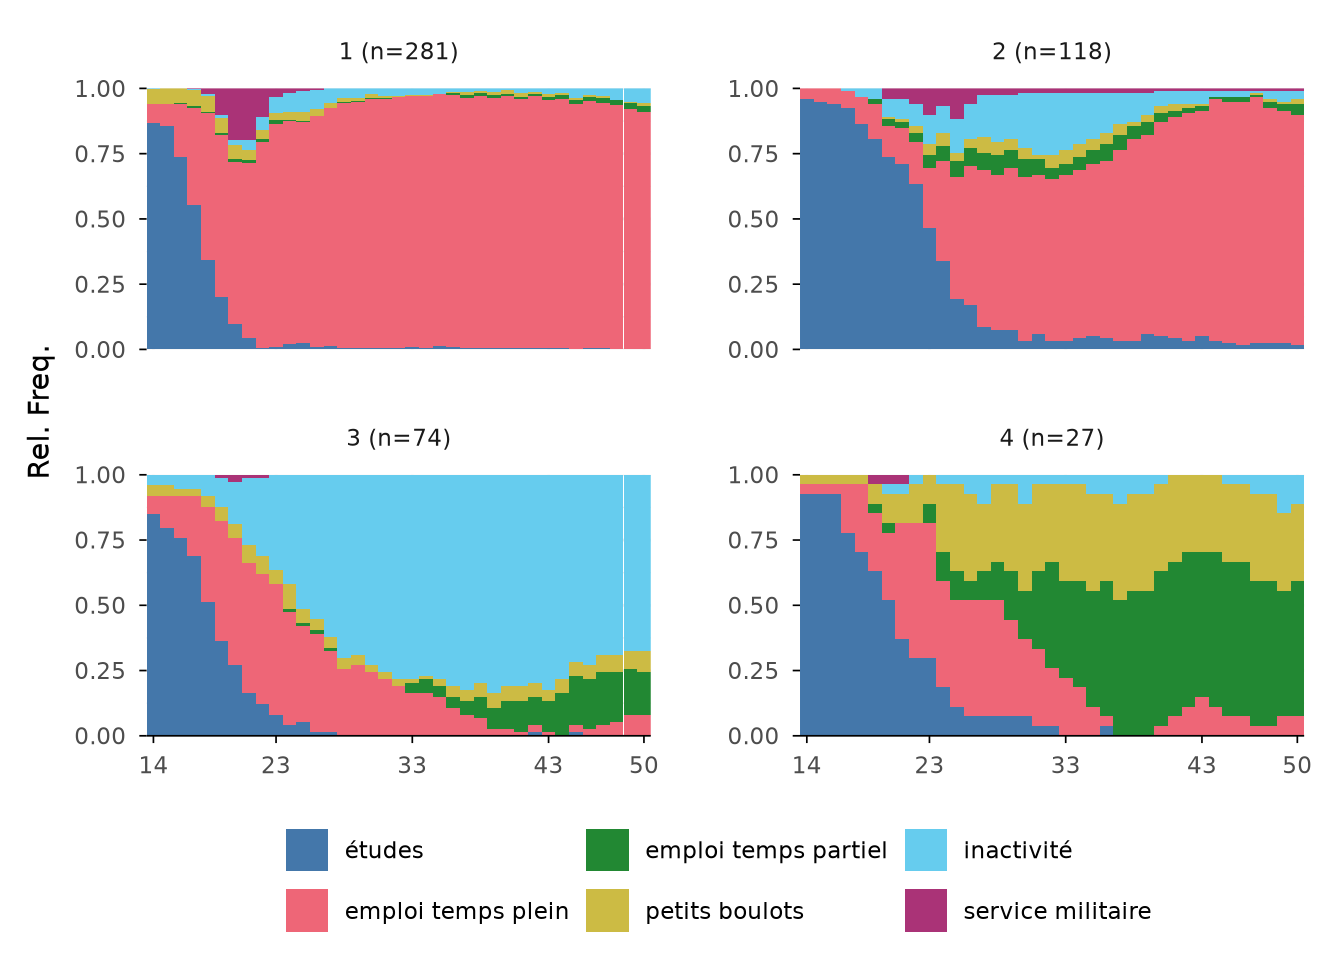 1 (n=281)
2 (n=118)
1.00
0.75
0.50
0.25
0.00
1.00
0.75
0.50
0.25
0.00
Rel. Freq.
3 (n=74)
4 (n=27)
1.00
0.75
0.50
0.25
0.00
1.00
0.75
0.50
0.25
0.00
14 23 33 43 50
14 23 33 43 50
études
emploi temps partiel
inactivité
emploi temps plein
petits boulots
service militaire